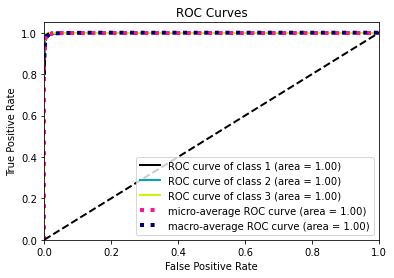 ROC Curves
True Positive Rate
1.0
0.8
0.6
0.4
0.2
0.0
ROC curve of class 1 (area = 1.00)
ROC curve of class 2 (area = 1.00)
ROC curve of class 3 (area = 1.00)
micro-average ROC curve (area = 1.00)
macro-average ROC curve (area = 1.00)
0.0 0.2 0.4 0.6 0.8 1.0
False Positive Rate